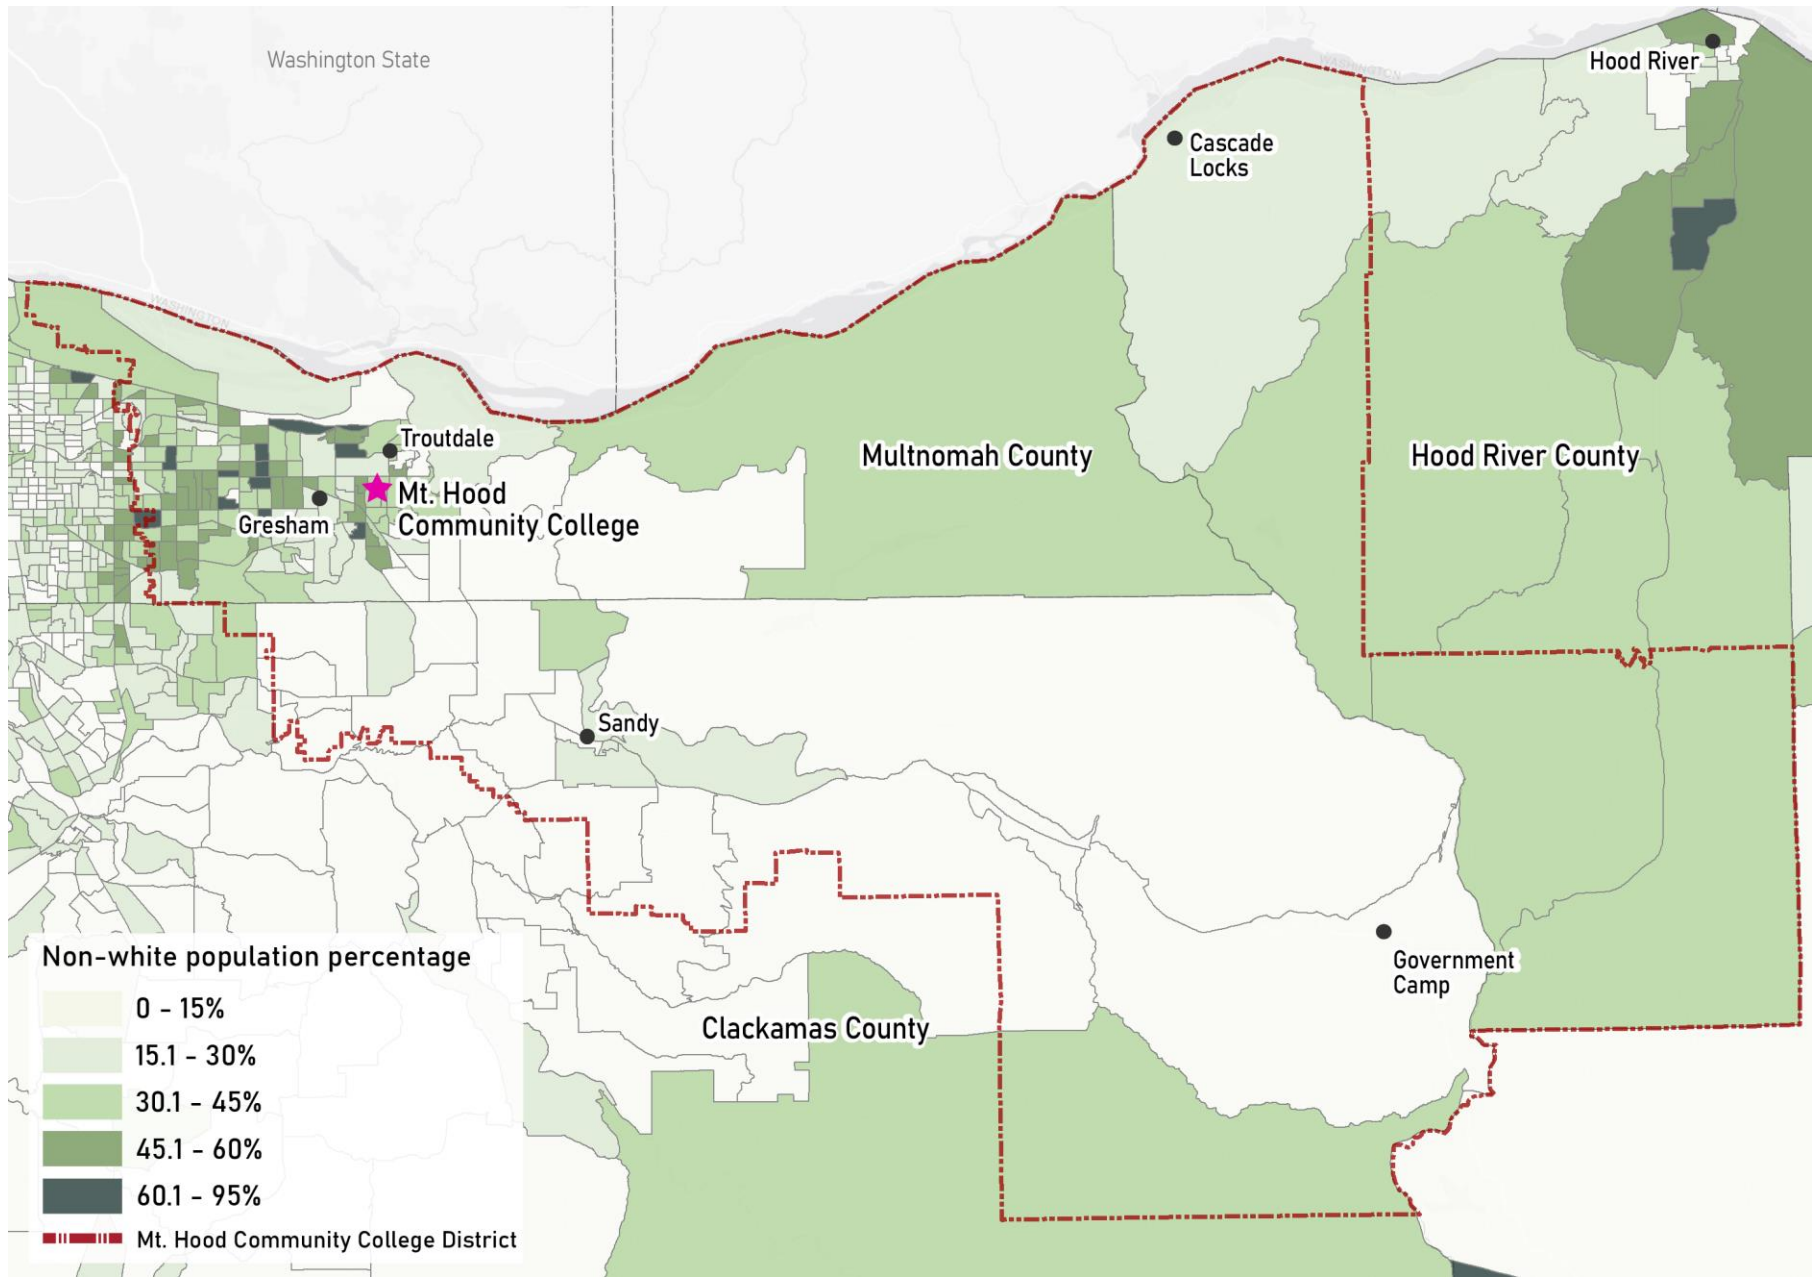 Washington State
Hood River
WASHINGTON
Cascade
Locks
WASHINGTON
Troutdale
Multnomah County
Hood River County
Mt. Hood
Community College
Gresham
Sandy
Government
Camp
Clackamas County
Non-white population percentage
0 - 15%
15.1 - 30%
30.1 - 45%
45.1 - 60%
60.1 - 95%
Mt. Hood Community College District